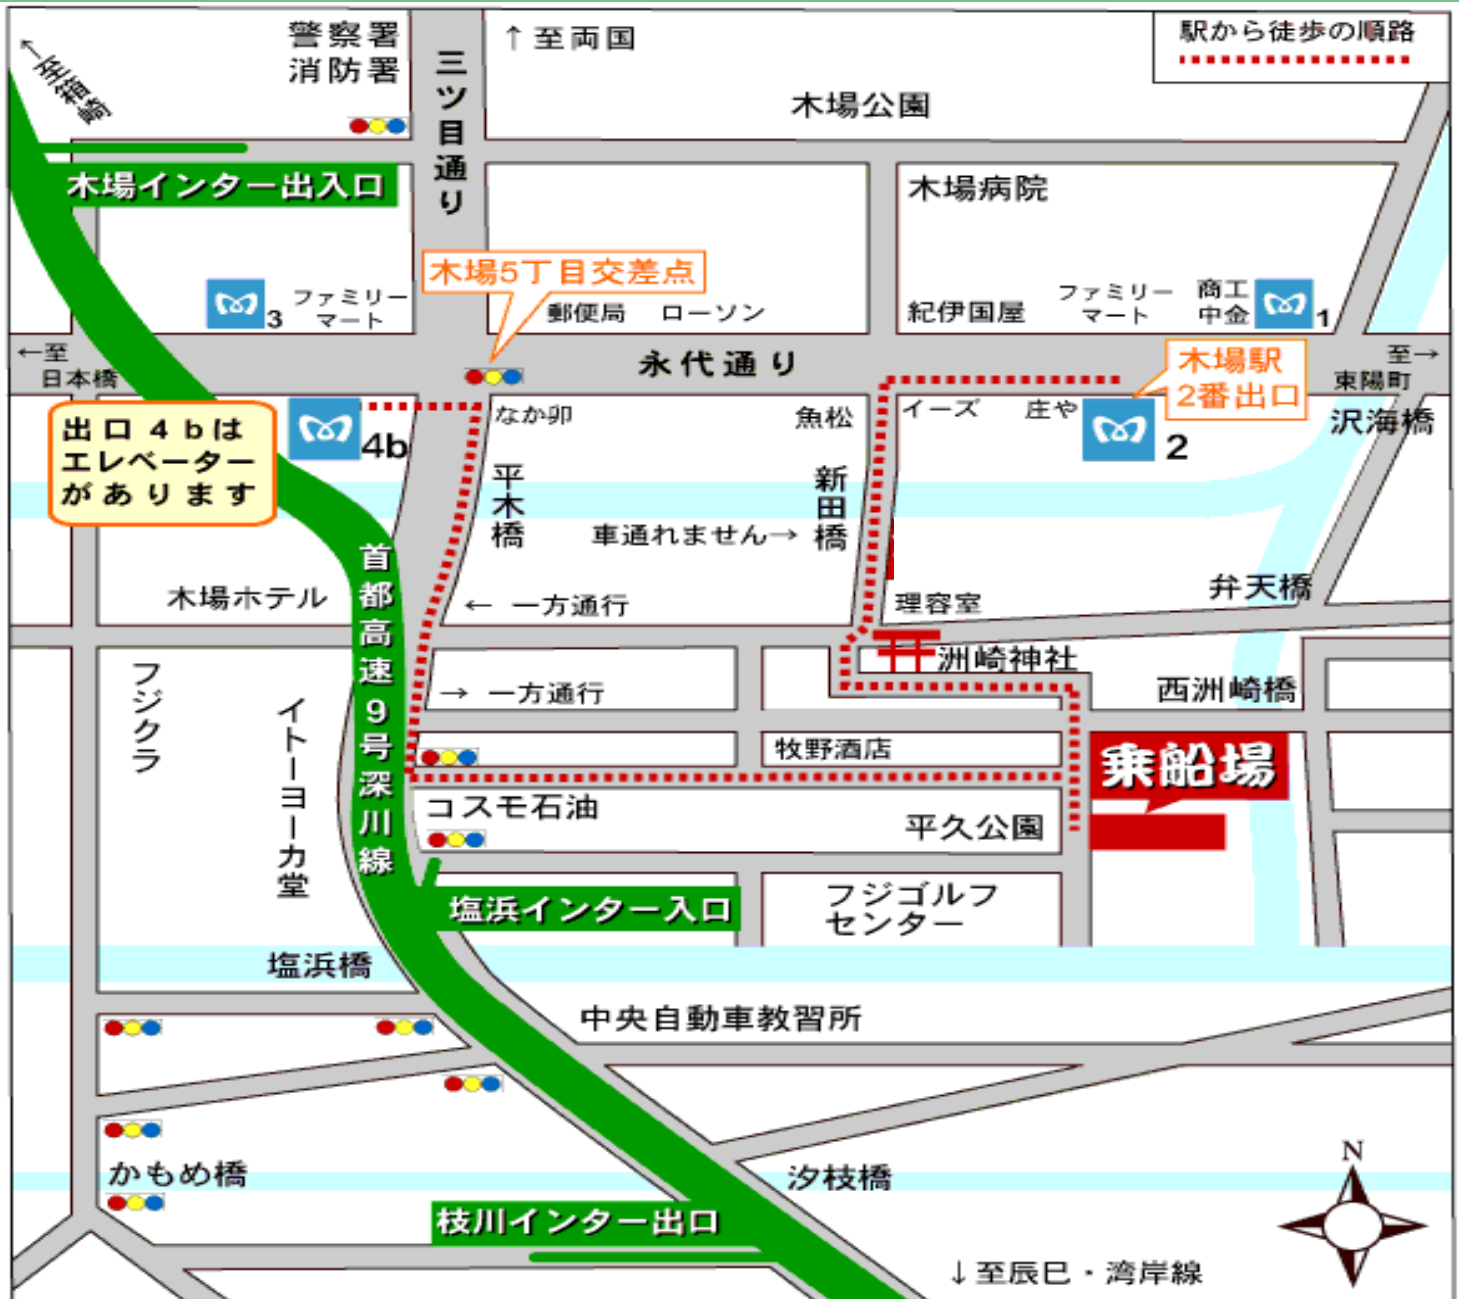 ←至箱崎
警察署
消防署
三ツ目通り
↑至両国
駅から徒歩の順路
木場公園
木場インター出入口
木場病院
木場5丁目交差点
3
ファミリー
マート
郵便局
ローソン
紀伊国屋
ファミリー
マート
商工
中金
1
←至
日本橋
永代通り
木場駅
2番出口
至→
東陽町
出口4bは
エレベーター
があります
4b
なか卯
魚松
イーズ
庄や
2
沢海橋
平木橋
車通れません→
新田橋
首都高速9号深川線
木場ホテル
← 一方通行
理容室
弁天橋
洲崎神社
→ 一方通行
西洲崎橋
フジクラ
イトーヨーカ堂
牧野酒店
乗船場
コスモ石油
平久公園
塩浜インター入口
フジゴルフ
センター
塩浜橋
中央自動車教習所
かもめ橋
汐枝橋
N
枝川インター出口
↓至辰巳・湾岸線